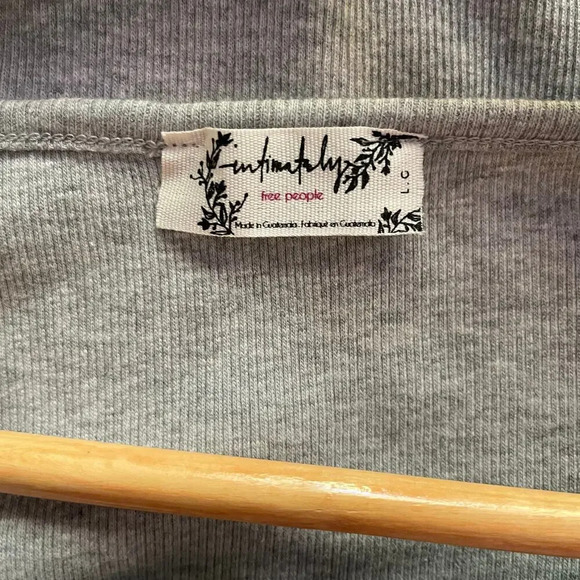 intimately
free people
Made in Guatemala. Fabriqué en Guatemala
L C